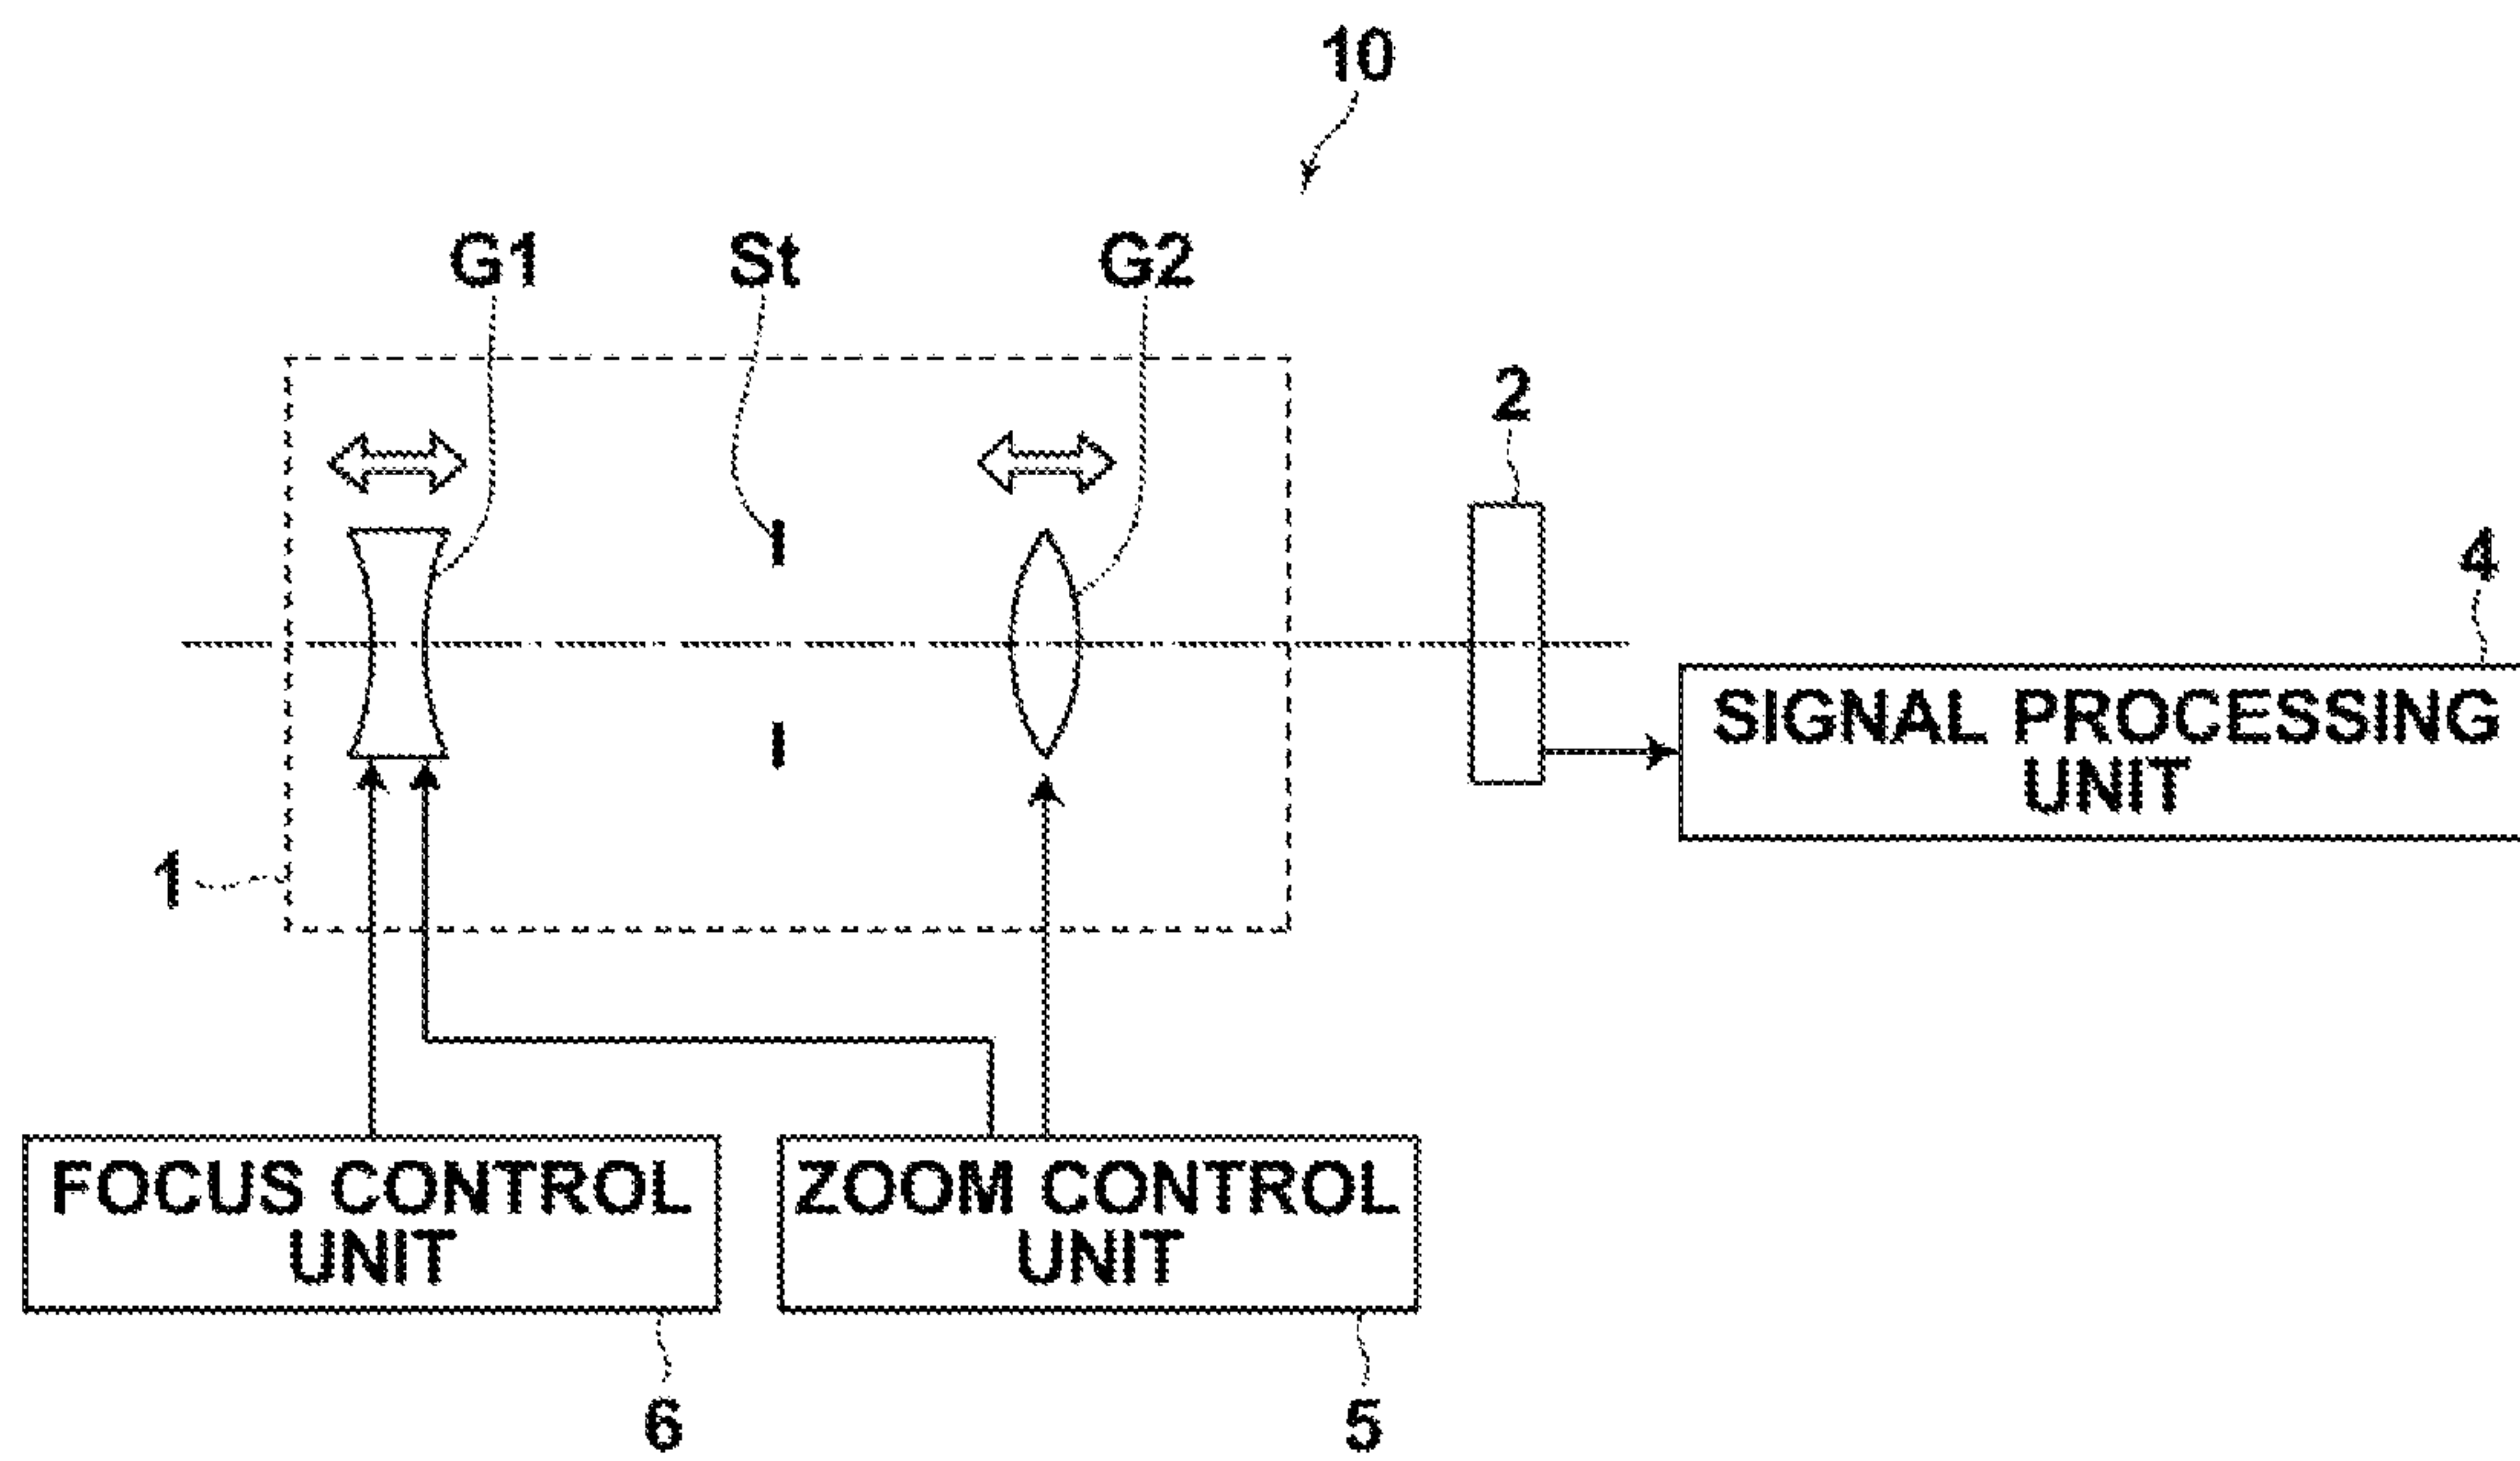 10
G1
St
G2
2
4
SIGNAL PROCESSING
UNIT
1
FOCUS CONTROL
UNIT
ZOOM CONTROL
UNIT
6
5